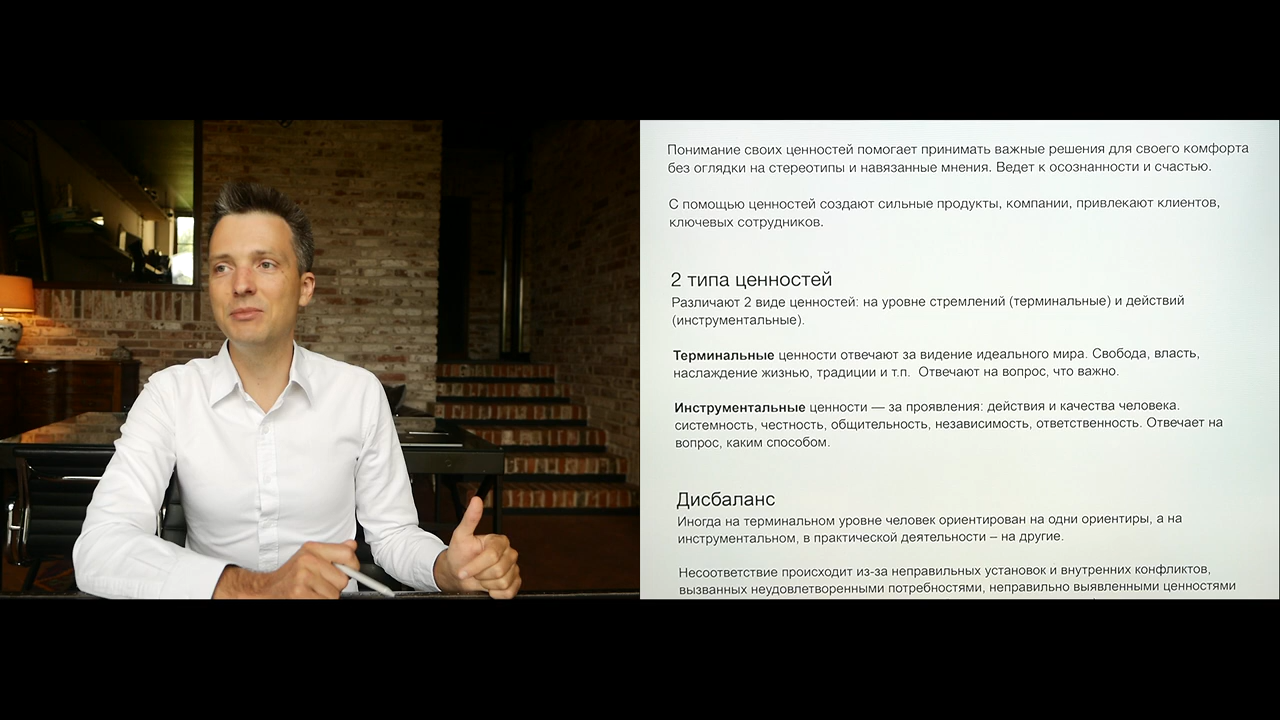 Понимание своих ценностей помогает принимать важные решения для своего комфорта
без оглядки на стереотипы и навязанные мнения. Ведет к осознанности и счастью.
С помощью ценностей создают сильные продукты, компании, привлекают клиентов,
ключевых сотрудников.
2 типа ценностей
Различают 2 виде ценностей: на уровне стремлений (терминальные) и действий
(инструментальные).
Терминальные ценности отвечают за видение идеального мира. Свобода, власть,
наслаждение жизнью, традиции и т.п. Отвечают на вопрос, что важно.
Инструментальные ценности — за проявления: действия и качества человека.
системность, честность, общительность, независимость, ответственность. Отвечает на
вопрос, каким способом.
Дисбаланс
Иногда на терминальном уровне человек ориентирован на одни ориентиры, а на
инструментальном, в практической деятельности – на другие.
Несоответствие происходит из-за неправильных установок и внутренних конфликтов,
вызванных неудовлетворенными потребностями, неправильно выявленными ценностями